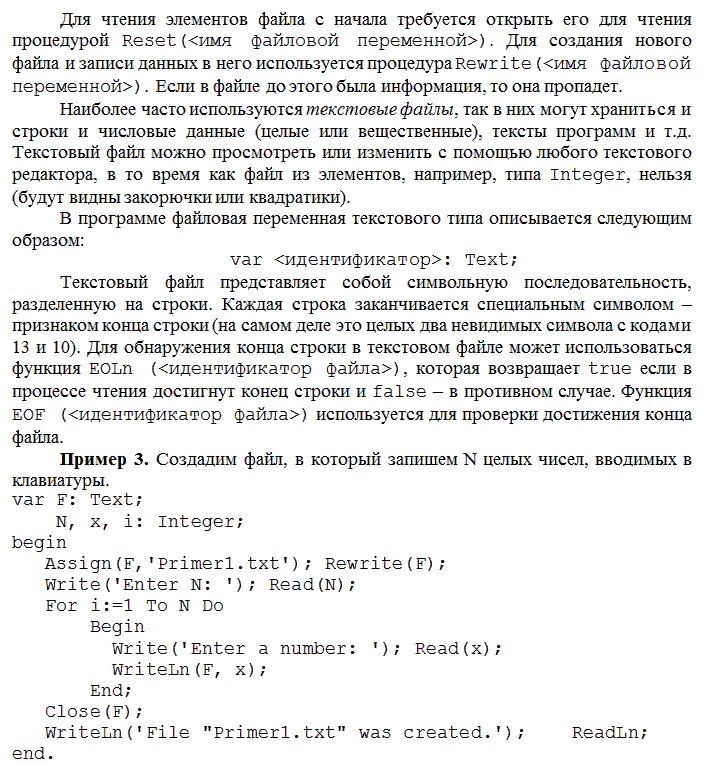 Для чтения элементов файла с начала требуется открыть его для чтения
процедурой Reset(<имя файловой переменной>). Для создания нового
файла и записи данных в него используется процедура Rewrite(<имя файловой
переменной>). Если в файле до этого была информация, то она пропадет.
Наиболее часто используются текстовые файлы, так в них могут храниться и
строки и числовые данные (целые или вещественные), тексты программ и т.д.
Текстовый файл можно просмотреть или изменить с помощью любого текстового
редактора, в то время как файл из элементов, например, типа Integer, нельзя
(будут видны закорючки или квадратики).
В программе файловая переменная текстового типа описывается следующим
образом:
var <идентификатор>: Text;
Текстовый файл представляет собой символьную последовательность,
разделенную на строки. Каждая строка заканчивается специальным символом –
признаком конца строки (на самом деле это целых два невидимых символа с кодами
13 и 10). Для обнаружения конца строки в текстовом файле может использоваться
функция EOLn (<идентификатор файла>), которая возвращает true если в
процессе чтения достигнут конец строки и false – в противном случае. Функция
EOF (<идентификатор файла>) используется для проверки достижения конца
файла.
Пример 3. Создадим файл, в который запишем N целых чисел, вводимых в
клавиатуры.
var F: Text;
N, x, i: Integer;
begin
Assign(F,'Primer1.txt'); Rewrite(F);
Write('Enter N: '); Read(N);
For i:=1 To N Do
Begin
Write('Enter a number: '); Read(x);
WriteLn(F, x);
End;
Close(F);
WriteLn('File "Primer1.txt" was created.'); ReadLn;
end.